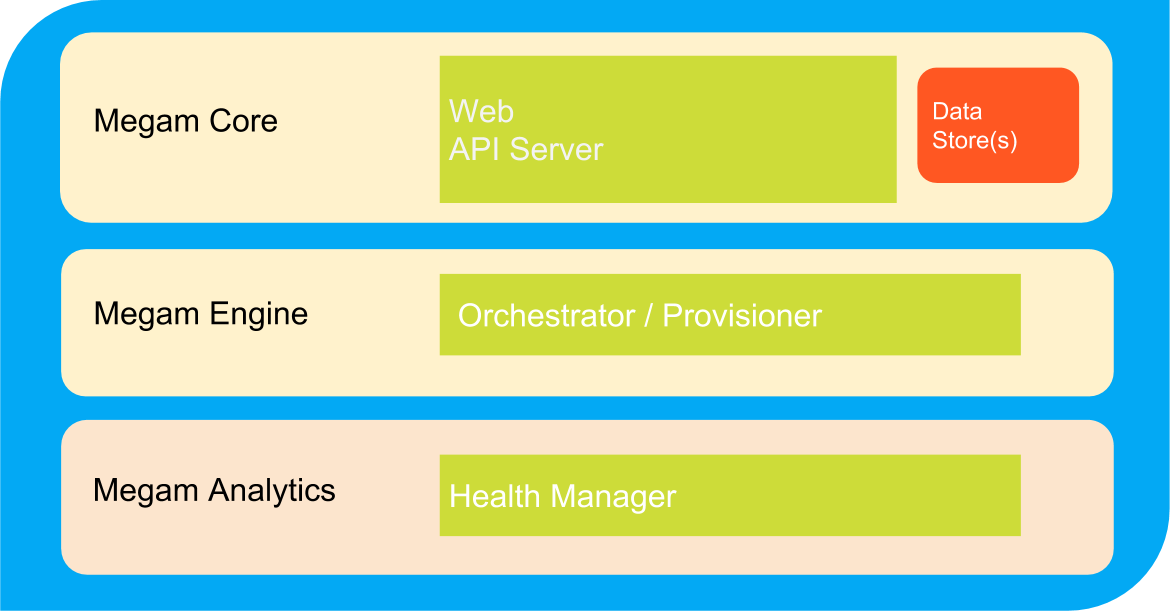 Megam Core
Web
API Server
Data
Store(s)
Megam Engine
Orchestrator / Provisioner
Megam Analytics
Health Manager